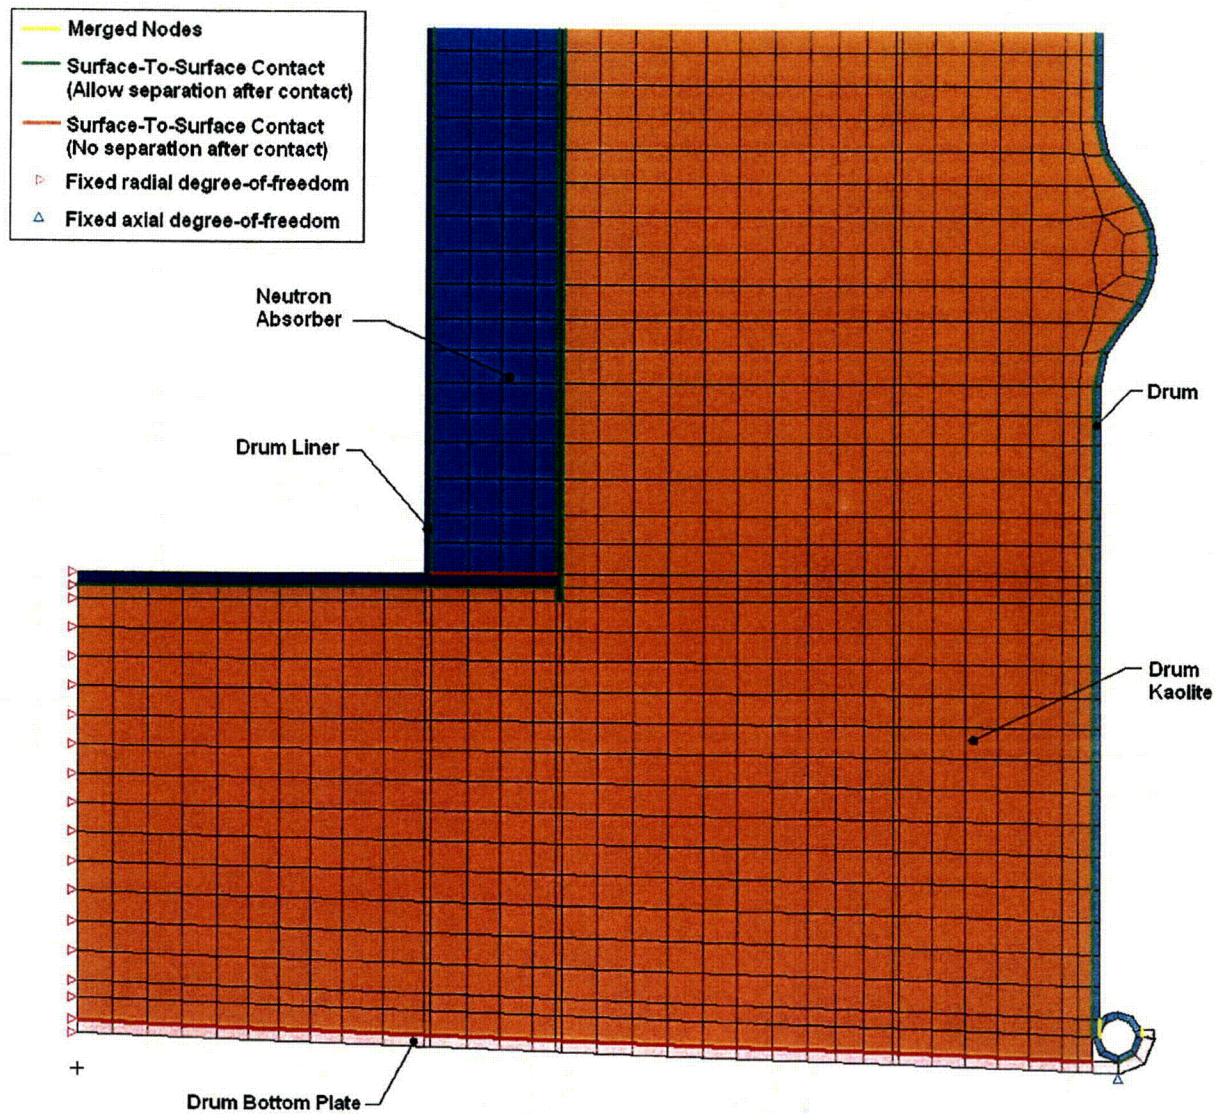 Merged Nodes
Surface-To-Surface Contact
(Allow separation after contact)
Surface-To-Surface Contact
(No separation after contact)
Fixed radial degree-of-freedom
Fixed axial degree-of-freedom
Neutron
Absorber
Drum
Drum Liner
Drum
Kaolite
Drum Bottom Plate